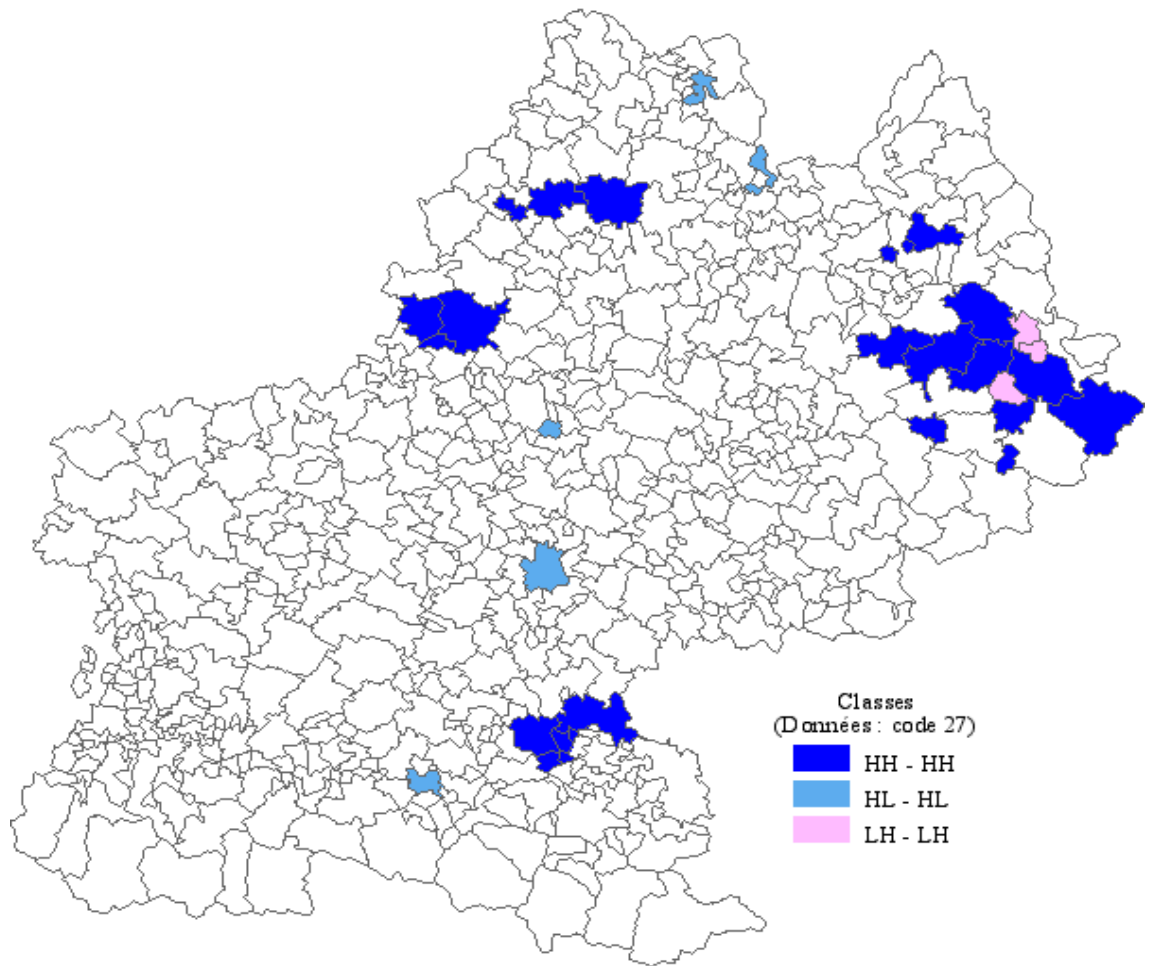 Classes
(Données : code 27)
HH - HH
HL - HL
LH - LH